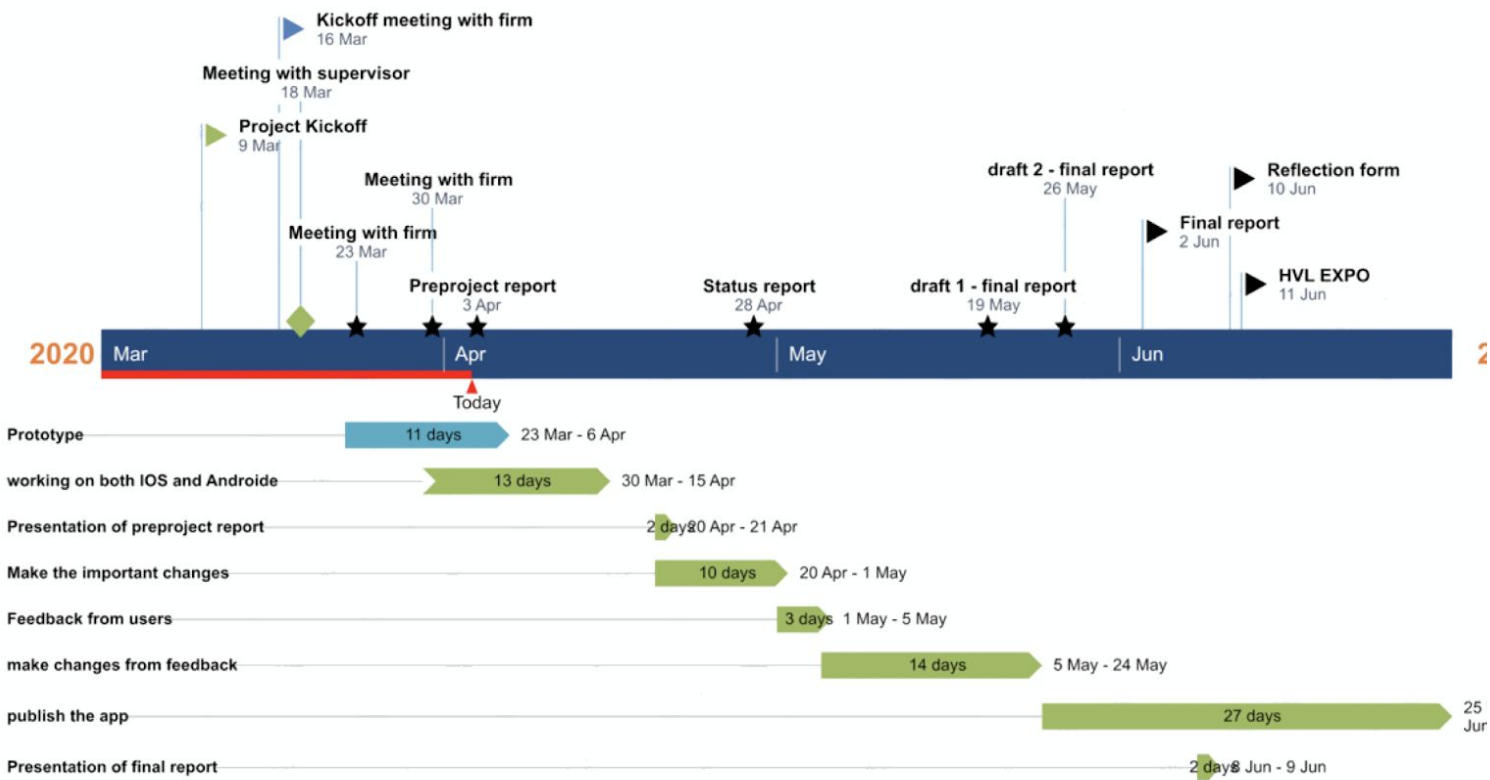 Kickoff meeting with firm
16 Mar
Meeting with supervisor
18 Mar
Project Kickoff
9 Mar
Meeting with firm
30 Mar
draft 2 - final report
26 May
Reflection form
10 Jun
Meeting with firm
23 Mar
Final report
2 Jun
Preproject report
3 Apr
Status report
28 Apr
draft 1 - final report
19 May
HVL EXPO
11 Jun
2020 Mar Apr May Jun 2
Today
Prototype 11 days 23 Mar - 6 Apr
working on both IOS and Androide 13 days 30 Mar - 15 Apr
Presentation of preproject report 2 days 20 Apr - 21 Apr
Make the important changes 10 days 20 Apr - 1 May
Feedback from users 3 days 1 May - 5 May
make changes from feedback 14 days 5 May - 24 May
publish the app 27 days 25
Jun
Presentation of final report 2 days 8 Jun - 9 Jun